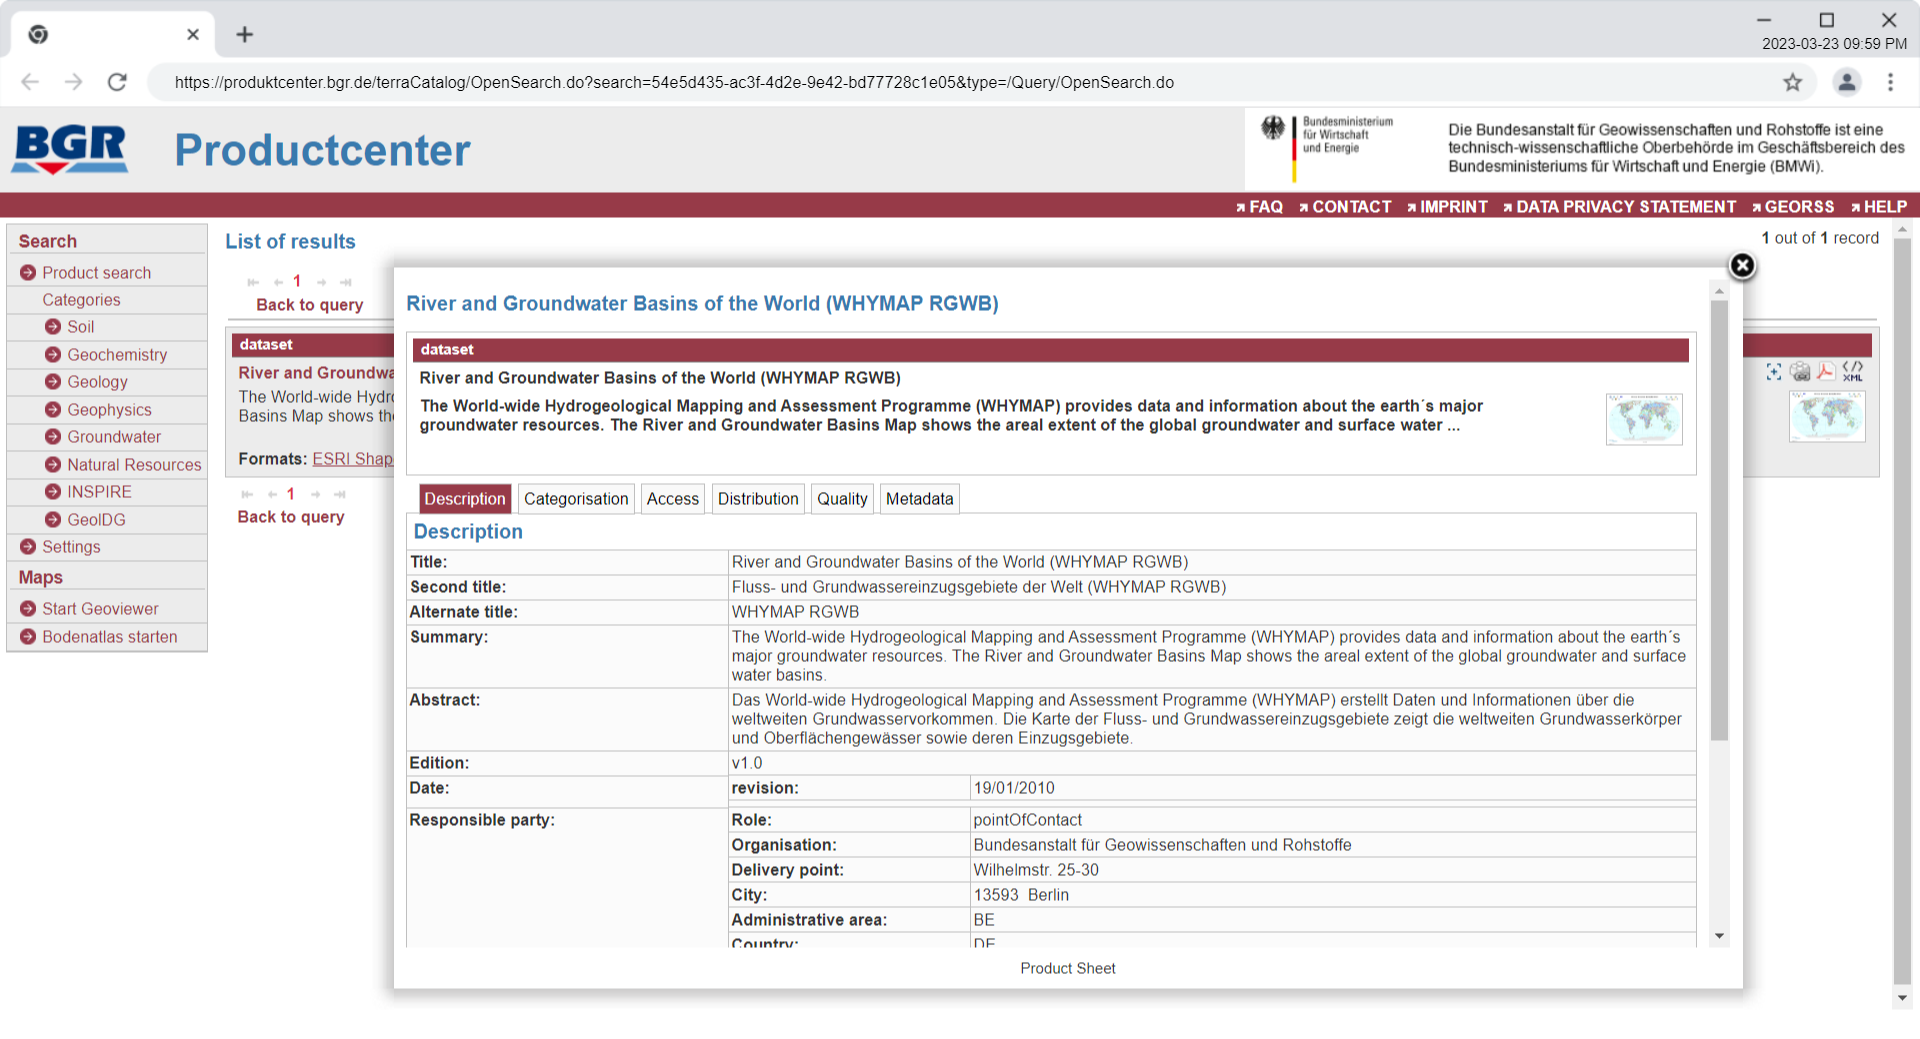 2023-03-23 09:59 PM
https://produktcenter.bgr.de/terraCatalog/OpenSearch.do?search=54e5d435-ac3f-4d2e-9e42-bd77728c1e05&type=/Query/OpenSearch.do
BGR
Productcenter
Bundesministerium
für Wirtschaft
und Energie
Die Bundesanstalt für Geowissenschaften und Rohstoffe ist eine
technisch-wissenschaftliche Oberbehörde im Geschäftsbereich des
Bundesministeriums für Wirtschaft und Energie (BMWi).
FAQ CONTACT IMPRINT DATA PRIVACY STATEMENT GEORSS HELP
Search
Product search
Categories
Soil
Geochemistry
Geology
Geophysics
Groundwater
Natural Resources
INSPIRE
GeoIDG
Settings
Maps
Start Geoviewer
Bodenatlas starten
List of results
1 out of 1 record
1
Back to query
dataset
River and Groundwa
The World-wide Hydr
Basins Map shows th
Formats: ESRI Shap
XML
1
Back to query
River and Groundwater Basins of the World (WHYMAP RGWB)
dataset
River and Groundwater Basins of the World (WHYMAP RGWB)
The World-wide Hydrogeological Mapping and Assessment Programme (WHYMAP) provides data and information about the earth´s major
groundwater resources. The River and Groundwater Basins Map shows the areal extent of the global groundwater and surface water ...
Description Categorisation Access Distribution Quality Metadata
Description
Title: River and Groundwater Basins of the World (WHYMAP RGWB)
Second title: Fluss- und Grundwassereinzugsgebiete der Welt (WHYMAP RGWB)
Alternate title: WHYMAP RGWB
Summary: The World-wide Hydrogeological Mapping and Assessment Programme (WHYMAP) provides data and information about the earth´s
major groundwater resources. The River and Groundwater Basins Map shows the areal extent of the global groundwater and surface
water basins.
Abstract: Das World-wide Hydrogeological Mapping and Assessment Programme (WHYMAP) erstellt Daten und Informationen über die
weltweiten Grundwasservorkommen. Die Karte der Fluss- und Grundwassereinzugsgebiete zeigt die weltweiten Grundwasserkörper
und Oberflächengewässer sowie deren Einzugsgebiete.
Edition: v1.0
Date: revision: 19/01/2010
Responsible party: Role: pointOfContact
Organisation: Bundesanstalt für Geowissenschaften und Rohstoffe
Delivery point: Wilhelmstr. 25-30
City: 13593 Berlin
Administrative area: BE
Country: DE
Product Sheet